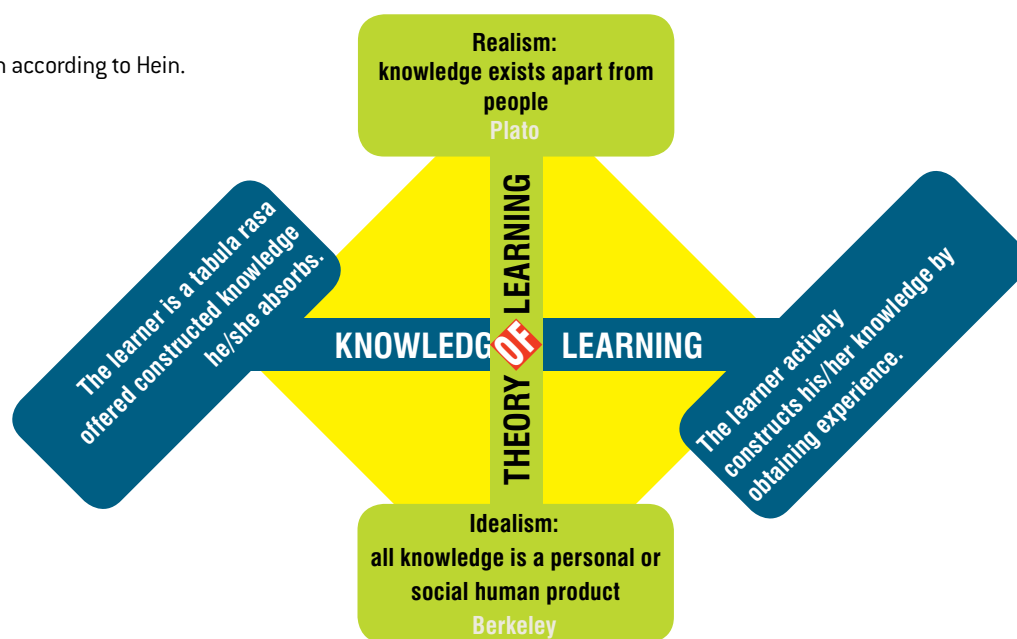 n according to Hein.
Realism:
knowledge exists apart from
people
Plato
The learner is a tabula rasa
offered constructed knowledge
he/she absorbs.
THEORY OF LEARNING
KNOWLEDG OF LEARNING
The learner actively
constructs his/her knowledge by
obtaining experience.
Idealism:
all knowledge is a personal or
social human product
Berkeley